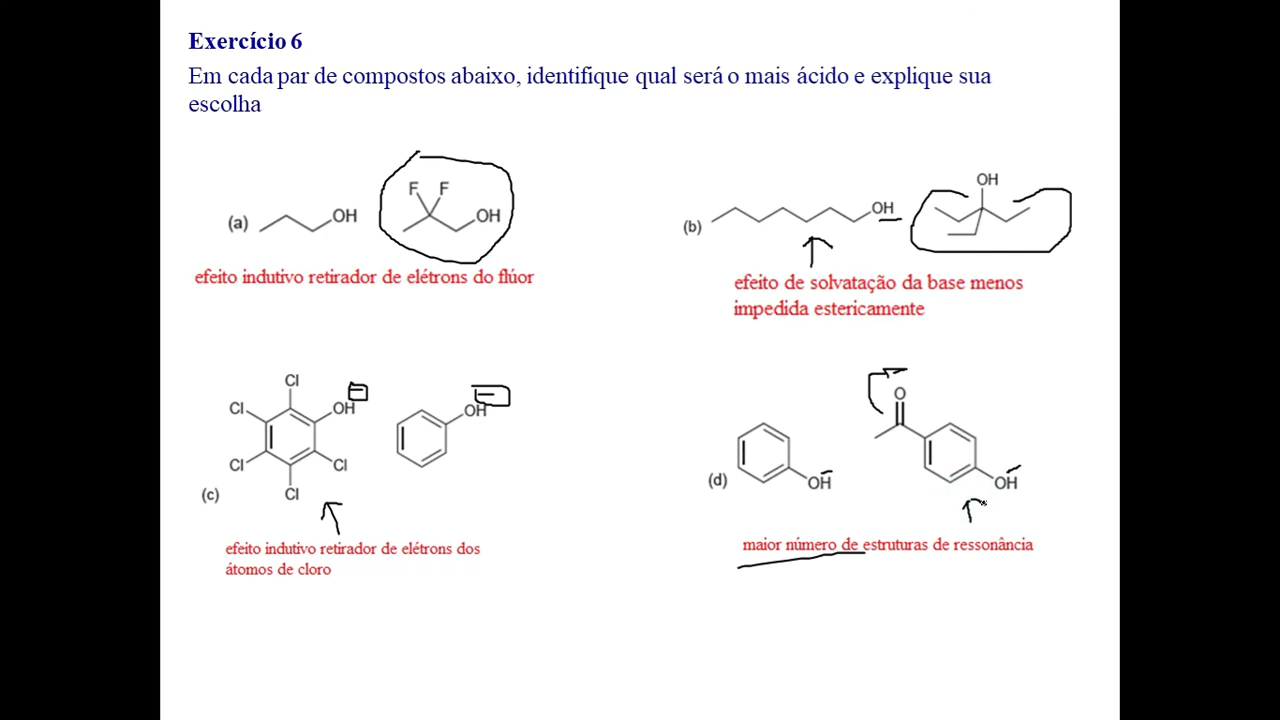 Exercício 6
Em cada par de compostos abaixo, identifique qual será o mais ácido e explique sua
escolha
(a) OH F F OH
efeito indutivo retirador de elétrons do flúor
(b) OH OH
efeito de solvatação da base menos
impedida estericamente
(c) Cl Cl OH Cl Cl Cl OH
efeito indutivo retirador de elétrons dos
átomos de cloro
(d) OH O OH
maior número de estruturas de ressonância